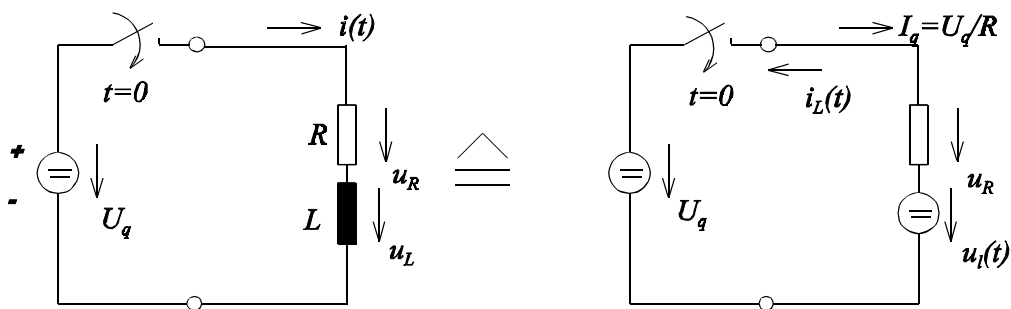 i(t)
t=0
+
-
U_q
R
u_R
L
u_L
I_q=U_q/R
i_L(t)
t=0
U_q
u_R
u_l(t)